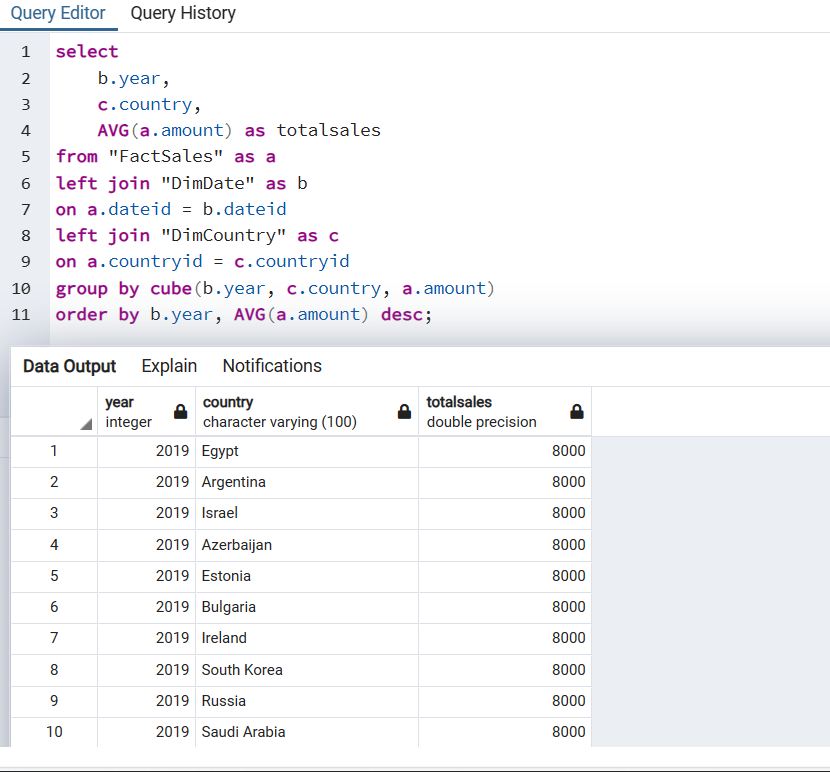 Query Editor Query History
1 select
2 b.year,
3 c.country,
4 AVG(a.amount) as totalsales
5 from "FactSales" as a
6 left join "DimDate" as b
7 on a.dateid = b.dateid
8 left join "DimCountry" as c
9 on a.countryid = c.countryid
10 group by cube(b.year, c.country, a.amount)
11 order by b.year, AVG(a.amount) desc;
Data Output Explain Notifications
year country totalsales
integer character varying (100) double precision
1 2019 Egypt 8000
2 2019 Argentina 8000
3 2019 Israel 8000
4 2019 Azerbaijan 8000
5 2019 Estonia 8000
6 2019 Bulgaria 8000
7 2019 Ireland 8000
8 2019 South Korea 8000
9 2019 Russia 8000
10 2019 Saudi Arabia 8000